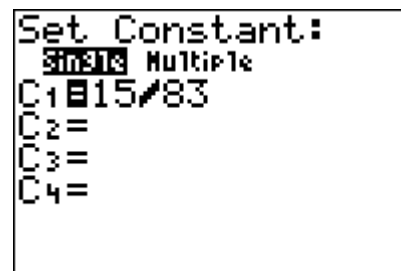 Set Constant:
Single Multiple
C1=15/83
C2=
C3=
C4=